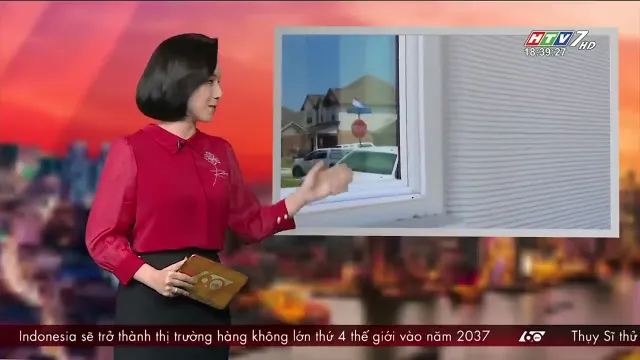 HTV7 HD
18:39:27
Indonesia sẽ trở thành thị trường hàng không lớn thứ 4 thế giới vào năm 2037 60 Thụy Sĩ thử